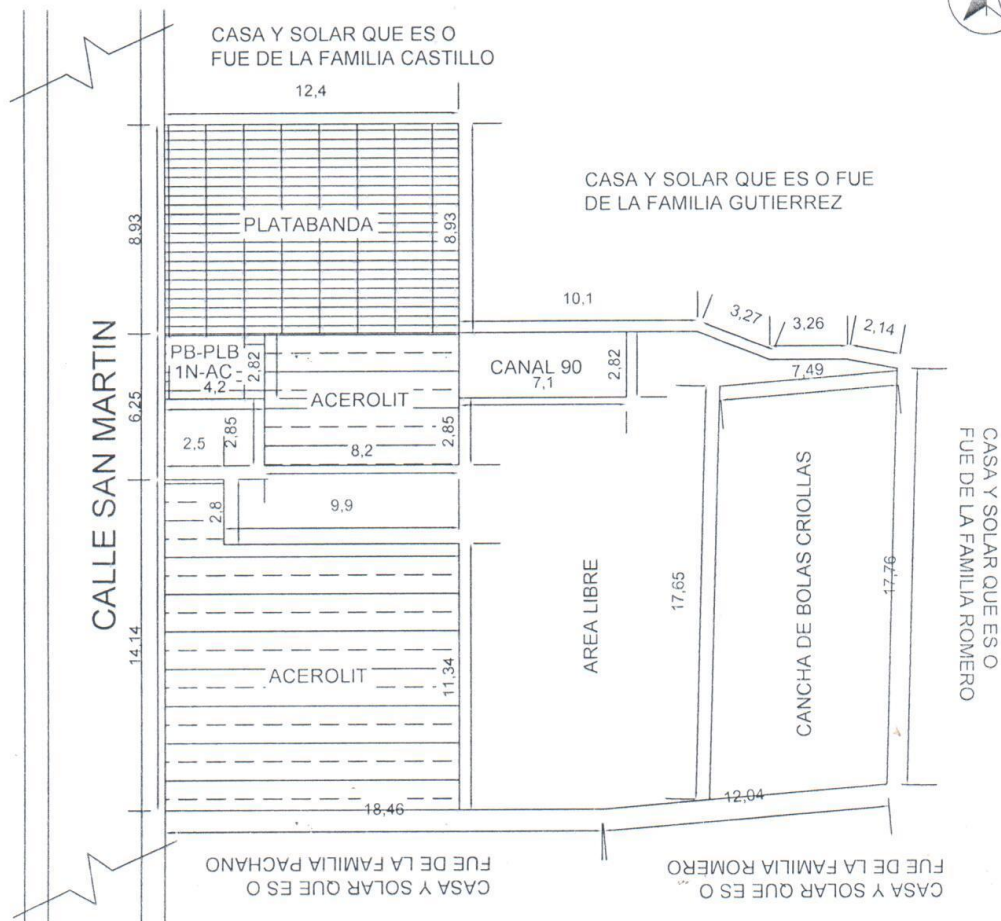 CASA Y SOLAR QUE ES O
FUE DE LA FAMILIA CASTILLO
12,4
CASA Y SOLAR QUE ES O FUE
DE LA FAMILIA GUTIERREZ
8,93
PLATABANDA
8,93
10,1
3,27
3,26
2,14
CALLE SAN MARTIN
PB-PLB
1N-AC
4,2
2,82
ACEROLIT
CANAL 90
7,1
2,82
7,49
6,25
2,5
2,85
8,2
2,85
2,8
9,9
14,14
ACEROLIT
11,34
AREA LIBRE
17,65
CANCHA DE BOLAS CRIOLLAS
17,76
CASA Y SOLAR QUE ES O
FUE DE LA FAMILIA ROMERO
18,46
12,04
CASA Y SOLAR QUE ES O
FUE DE LA FAMILIA PACHANO
CASA Y SOLAR QUE ES O
FUE DE LA FAMILIA ROMERO